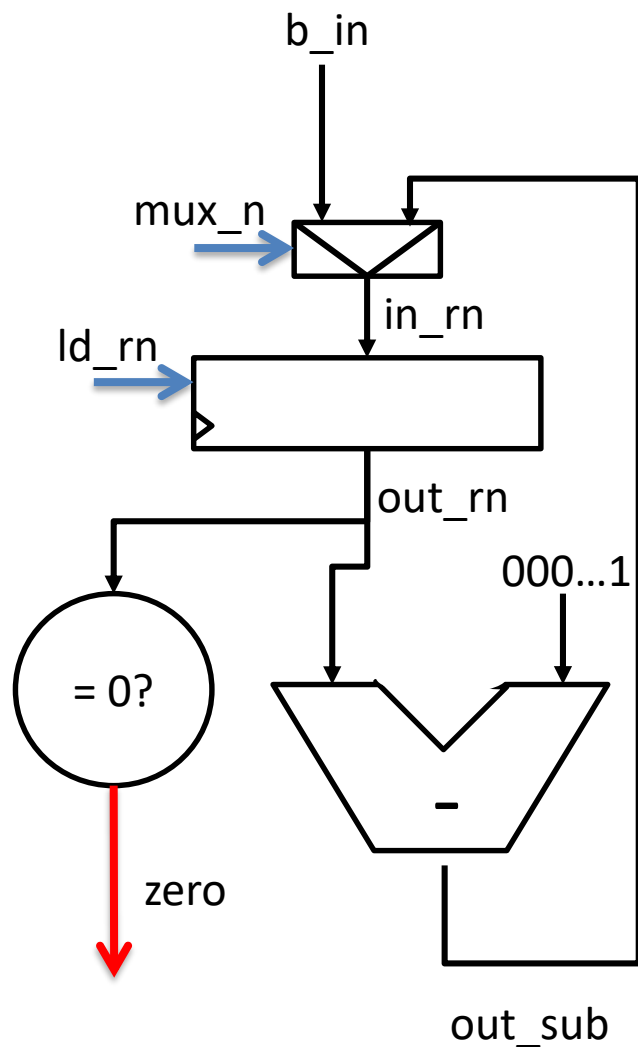 b_in
mux_n
in_rn
ld_rn
out_rn
000...1
= 0?
-
zero
out_sub